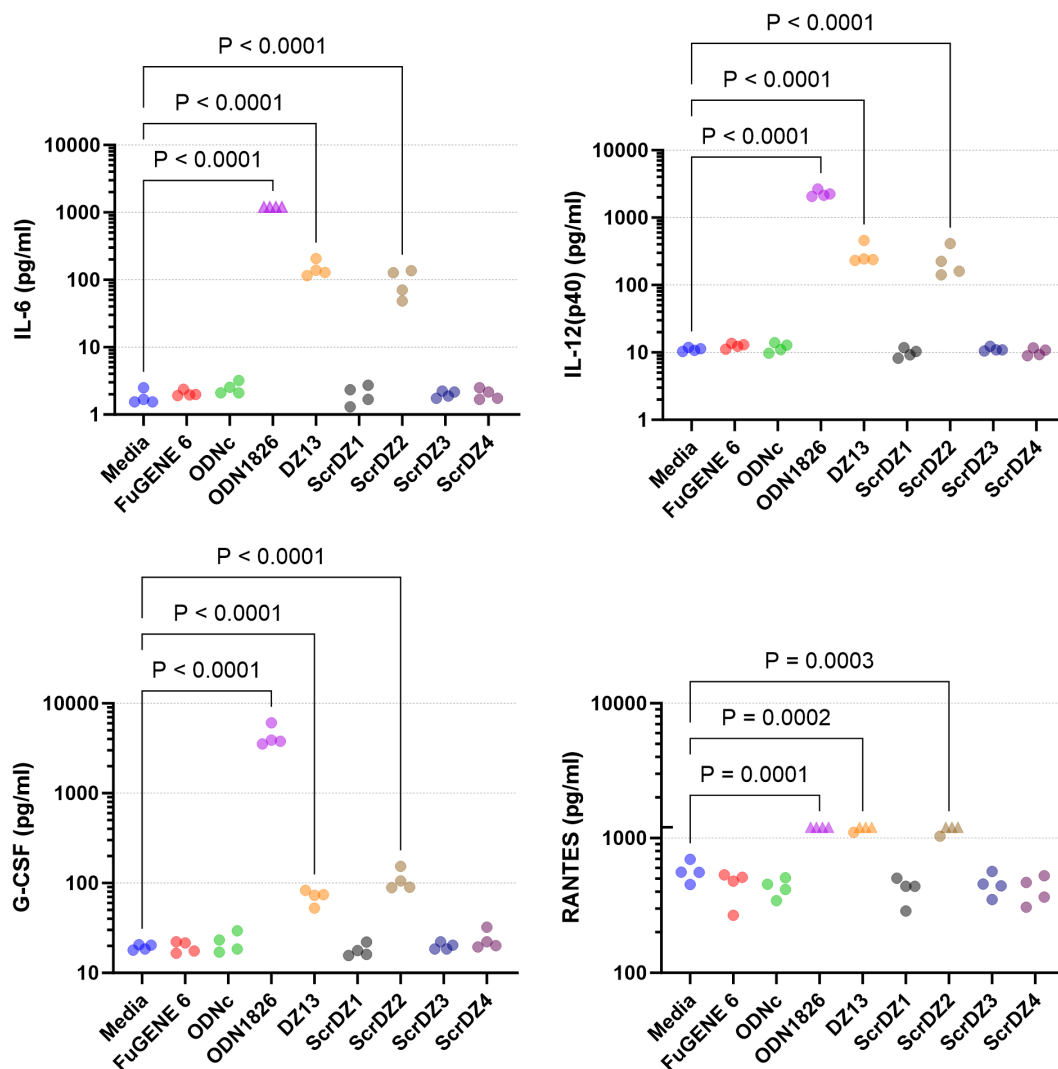 P < 0.0001
P < 0.0001
P < 0.0001
IL-6 (pg/ml)
10000
1000
100
10
1
Media
FuGENE 6
ODNc
ODN1826
DZ13
ScrDZ1
ScrDZ2
ScrDZ3
ScrDZ4
P < 0.0001
P < 0.0001
P < 0.0001
IL-12(p40) (pg/ml)
10000
1000
100
10
1
Media
FuGENE 6
ODNc
ODN1826
DZ13
ScrDZ1
ScrDZ2
ScrDZ3
ScrDZ4
P < 0.0001
P < 0.0001
P < 0.0001
G-CSF (pg/ml)
10000
1000
100
10
Media
FuGENE 6
ODNc
ODN1826
DZ13
ScrDZ1
ScrDZ2
ScrDZ3
ScrDZ4
P = 0.0003
P = 0.0002
P = 0.0001
RANTES (pg/ml)
10000
1000
100
Media
FuGENE 6
ODNc
ODN1826
DZ13
ScrDZ1
ScrDZ2
ScrDZ3
ScrDZ4